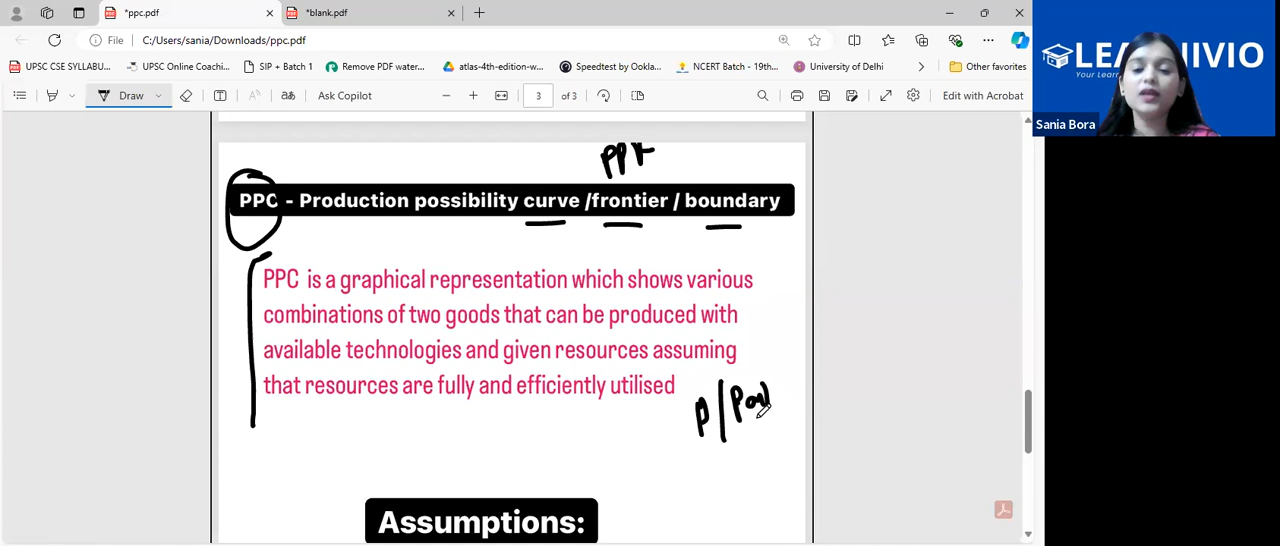 *ppc.pdf
*blank.pdf
File C:/Users/sania/Downloads/ppc.pdf
UPSC CSE SYLLABU... UPSC Online Coachi... SIP + Batch 1 Remove PDF water... atlas-4th-edition-w... Speedtest by Ookla... NCERT Batch - 19th... University of Delhi Other favorites
Draw Ask Copilot 3 of 3 Edit with Acrobat
Your Learn
Sania Bora
PPF
PPC - Production possibility curve /frontier / boundary
PPC is a graphical representation which shows various
combinations of two goods that can be produced with
available technologies and given resources assuming
that resources are fully and efficiently utilised
Assumptions: